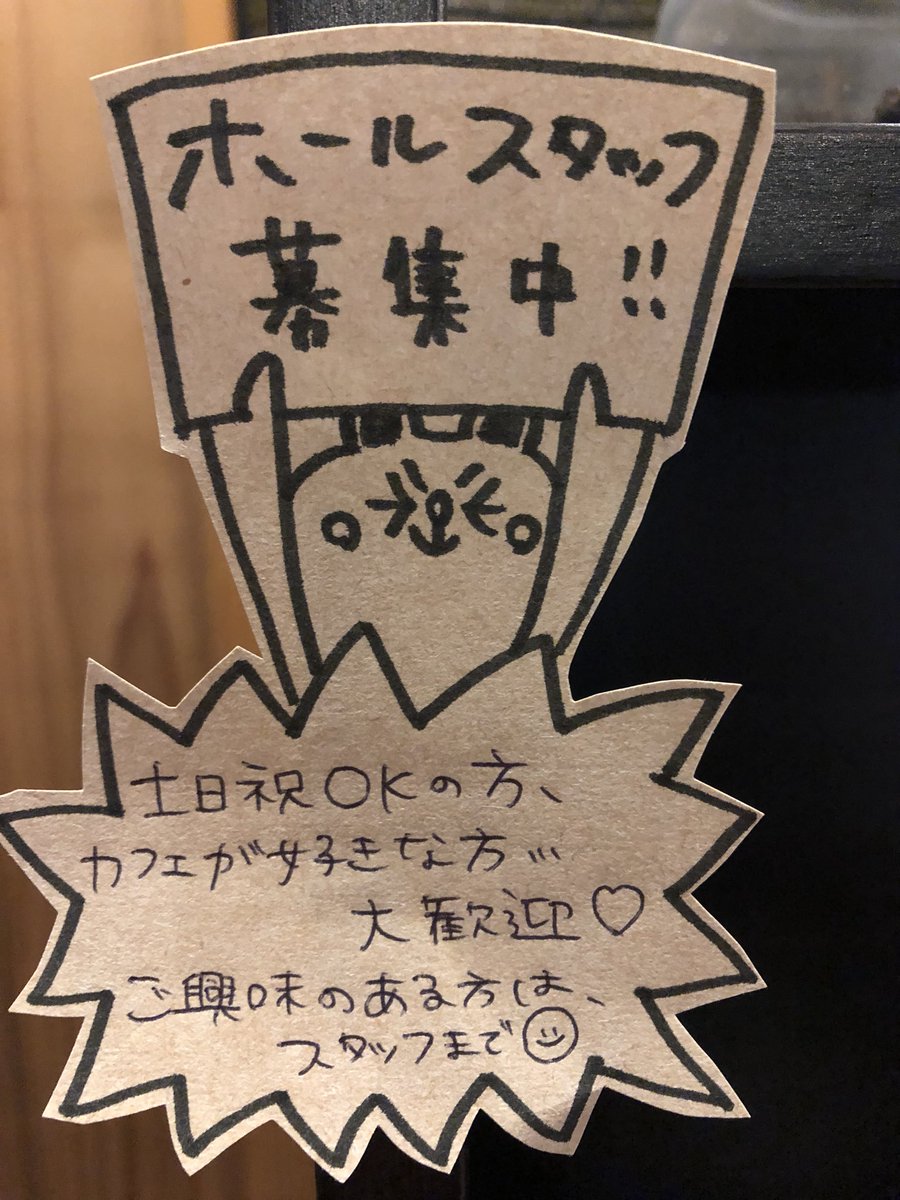 ホールスタッフ
募集中!!
土日祝OKの方、
カフェが好きな方…
大歓迎♡
ご興味のある方は、
スタッフまで☺